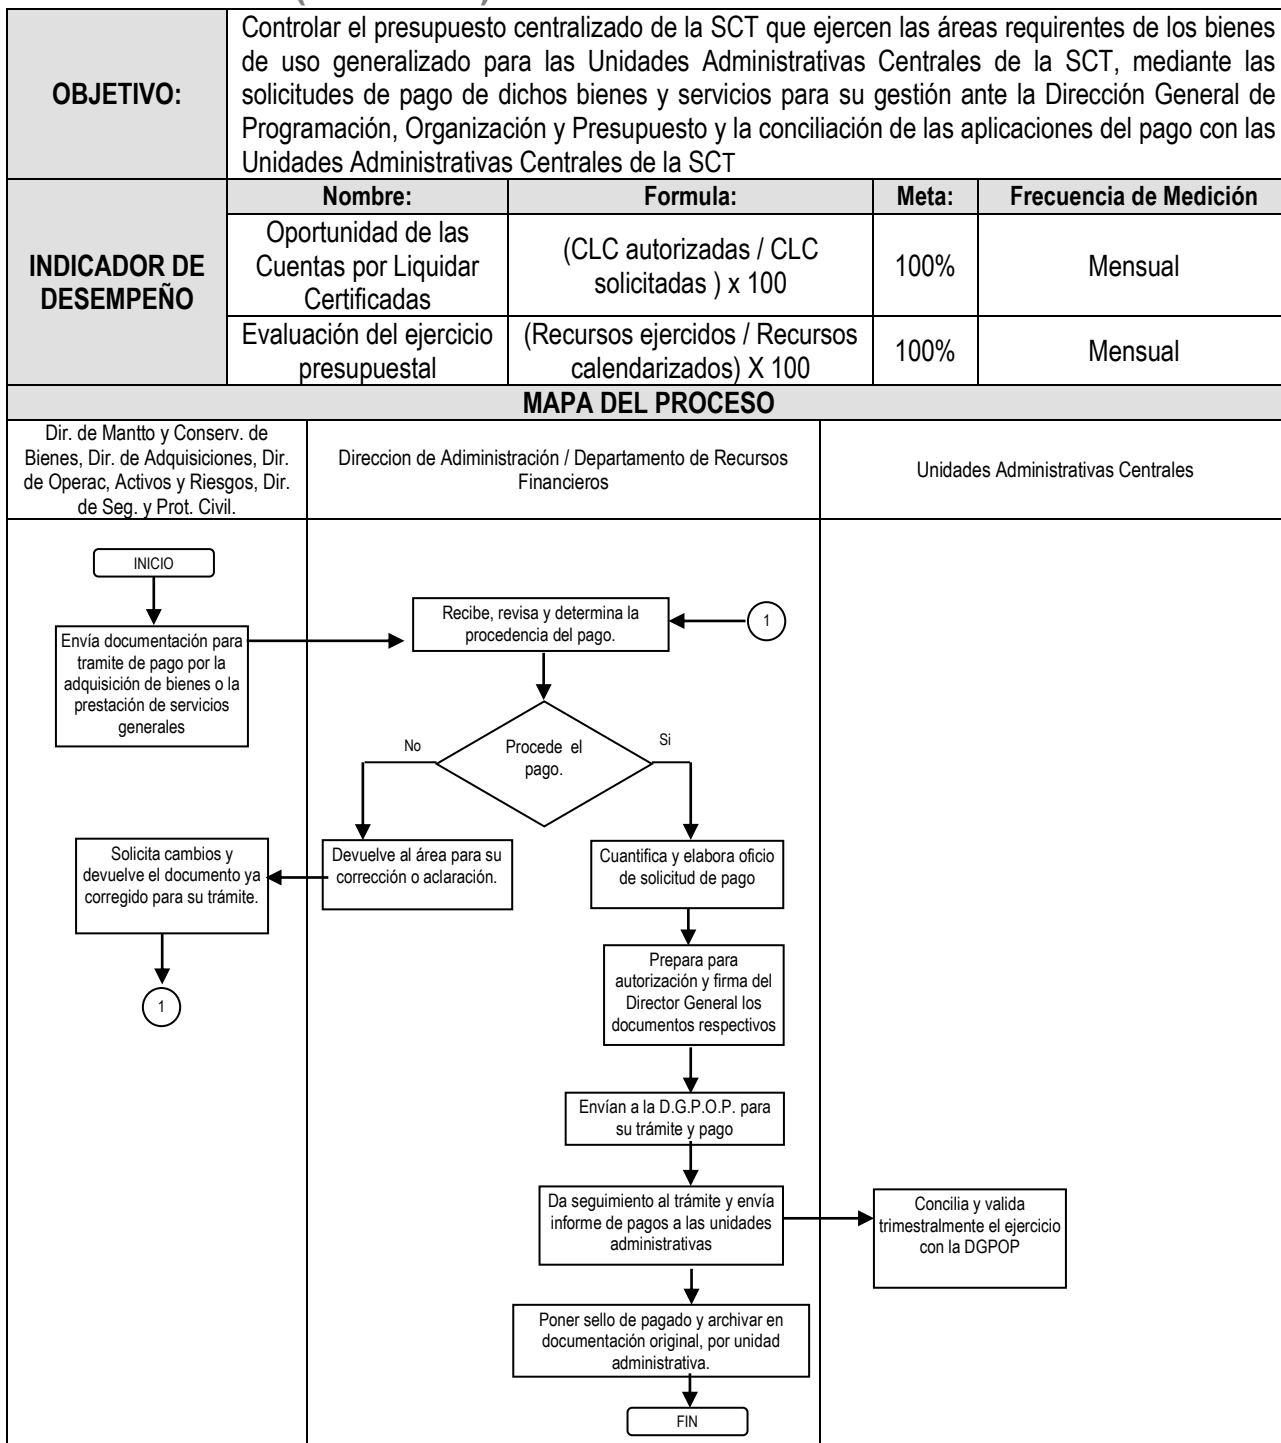 OBJETIVO:
Controlar el presupuesto centralizado de la SCT que ejercen las áreas requirentes de los bienes
de uso generalizado para las Unidades Administrativas Centrales de la SCT, mediante las
solicitudes de pago de dichos bienes y servicios para su gestión ante la Dirección General de
Programación, Organización y Presupuesto y la conciliación de las aplicaciones del pago con las
Unidades Administrativas Centrales de la SCT
INDICADOR DE
DESEMPEÑO
Nombre:
Formula:
Meta:
Frecuencia de Medición
Oportunidad de las
Cuentas por Liquidar
Certificadas
(CLC autorizadas / CLC
solicitadas ) x 100
100%
Mensual
Evaluación del ejercicio
presupuestal
(Recursos ejercidos / Recursos
calendarizados) X 100
100%
Mensual
MAPA DEL PROCESO
Dir. de Mantto y Conserv. de
Bienes, Dir. de Adquisiciones, Dir.
de Operac, Activos y Riesgos, Dir.
de Seg. y Prot. Civil.
Direccion de Adiministración / Departamento de Recursos
Financieros
Unidades Administrativas Centrales
INICIO
Envía documentación para
tramite de pago por la
adquisición de bienes o la
prestación de servicios
generales
Recibe, revisa y determina la
procedencia del pago.
1
Procede el
pago.
No
Si
Solicita cambios y
devuelve el documento ya
corregido para su trámite.
Devuelve al área para su
corrección o aclaración.
Cuantifica y elabora oficio
de solicitud de pago
1
Prepara para
autorización y firma del
Director General los
documentos respectivos
Envían a la D.G.P.O.P. para
su trámite y pago
Da seguimiento al trámite y envía
informe de pagos a las unidades
administrativas
Concilia y valida
trimestralmente el ejercicio
con la DGPOP
Poner sello de pagado y archivar en
documentación original, por unidad
administrativa.
FIN